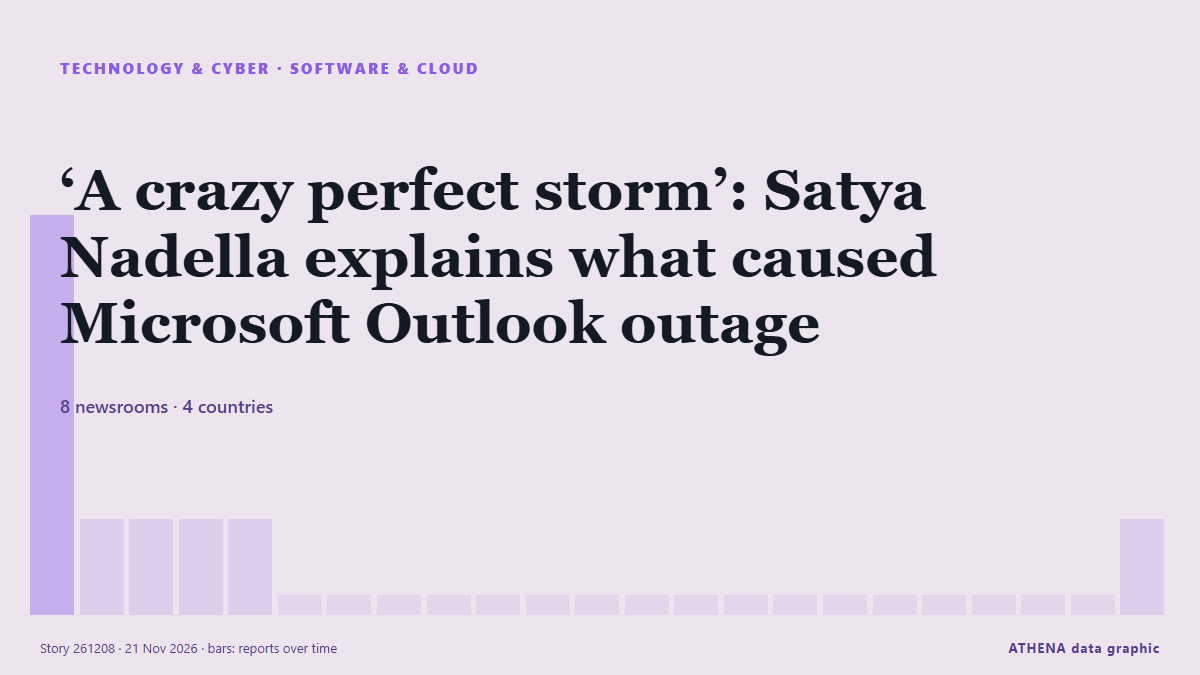 TECHNOLOGY & CYBER · SOFTWARE & CLOUD
‘A crazy perfect storm’: Satya
Nadella explains what caused
Microsoft Outlook outage
8 newsrooms · 4 countries
Story 261208 · 21 Nov 2026 · bars: reports over time
ATHENA data graphic